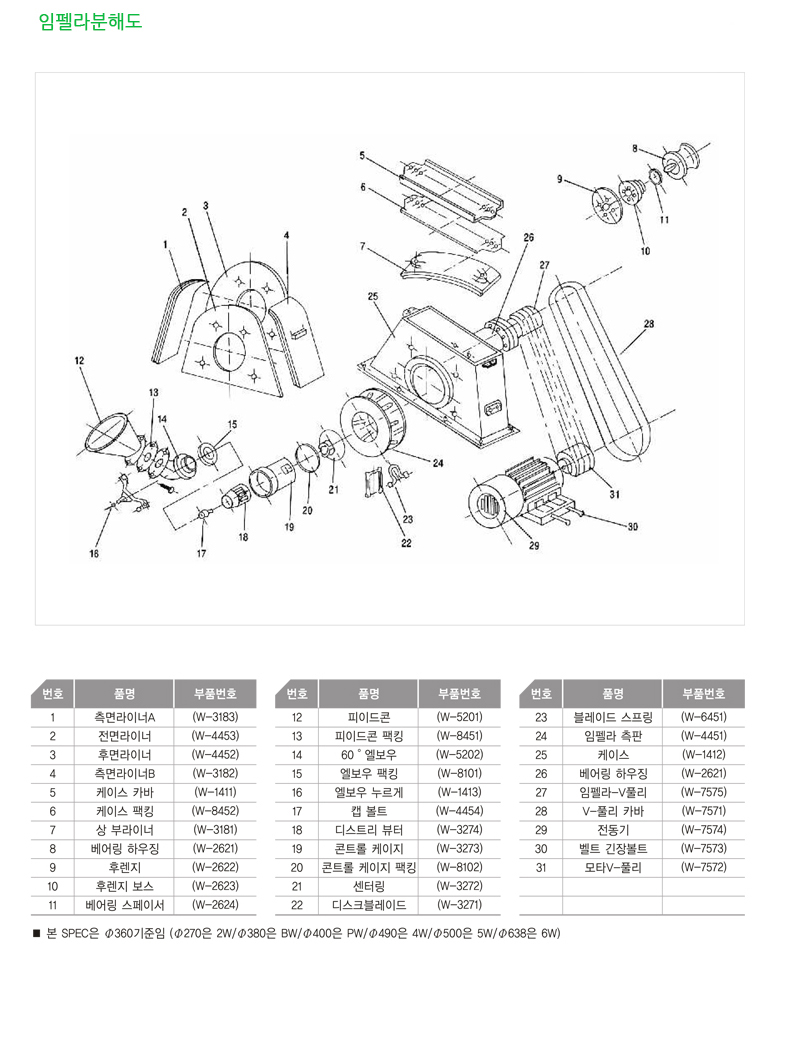 임펠라분해도
5
8
6
9
3
2
11
4
26
10
1
7
27
25
28
12
13
14
15
24
21
31
20
23
19
18
22
30
16
17
29
번호 품명 부품번호
1 측면라이너A (W-3183)
2 전면라이너 (W-4453)
3 후면라이너 (W-4452)
4 측면라이너B (W-3182)
5 케이스 카바 (W-1411)
6 케이스 팩킹 (W-8452)
7 상 부라이너 (W-3181)
8 베어링 하우징 (W-2621)
9 후렌지 (W-2622)
10 후렌지 보스 (W-2623)
11 베어링 스페이서 (W-2624)
번호 품명 부품번호
12 피이드콘 (W-5201)
13 피이드콘 팩킹 (W-8451)
14 60 ˚ 엘보우 (W-5202)
15 엘보우 팩킹 (W-8101)
16 엘보우 누르게 (W-1413)
17 캡 볼트 (W-4454)
18 디스트리 뷰터 (W-3274)
19 콘트롤 케이지 (W-3273)
20 콘트롤 케이지 팩킹 (W-8102)
21 센터링 (W-3272)
22 디스크블레이드 (W-3271)
번호 품명 부품번호
23 블레이드 스프링 (W-6451)
24 임펠라 측판 (W-4451)
25 케이스 (W-1412)
26 베어링 하우징 (W-2621)
27 임펠라-V풀리 (W-7575)
28 V-풀리 카바 (W-7571)
29 전동기 (W-7574)
30 벨트 긴장볼트 (W-7573)
31 모타V-풀리 (W-7572)
■ 본 SPEC은 Φ360기준임 (Φ270은 2W/Φ380은 BW/Φ400은 PW/Φ490은 4W/Φ500은 5W/Φ638은 6W)